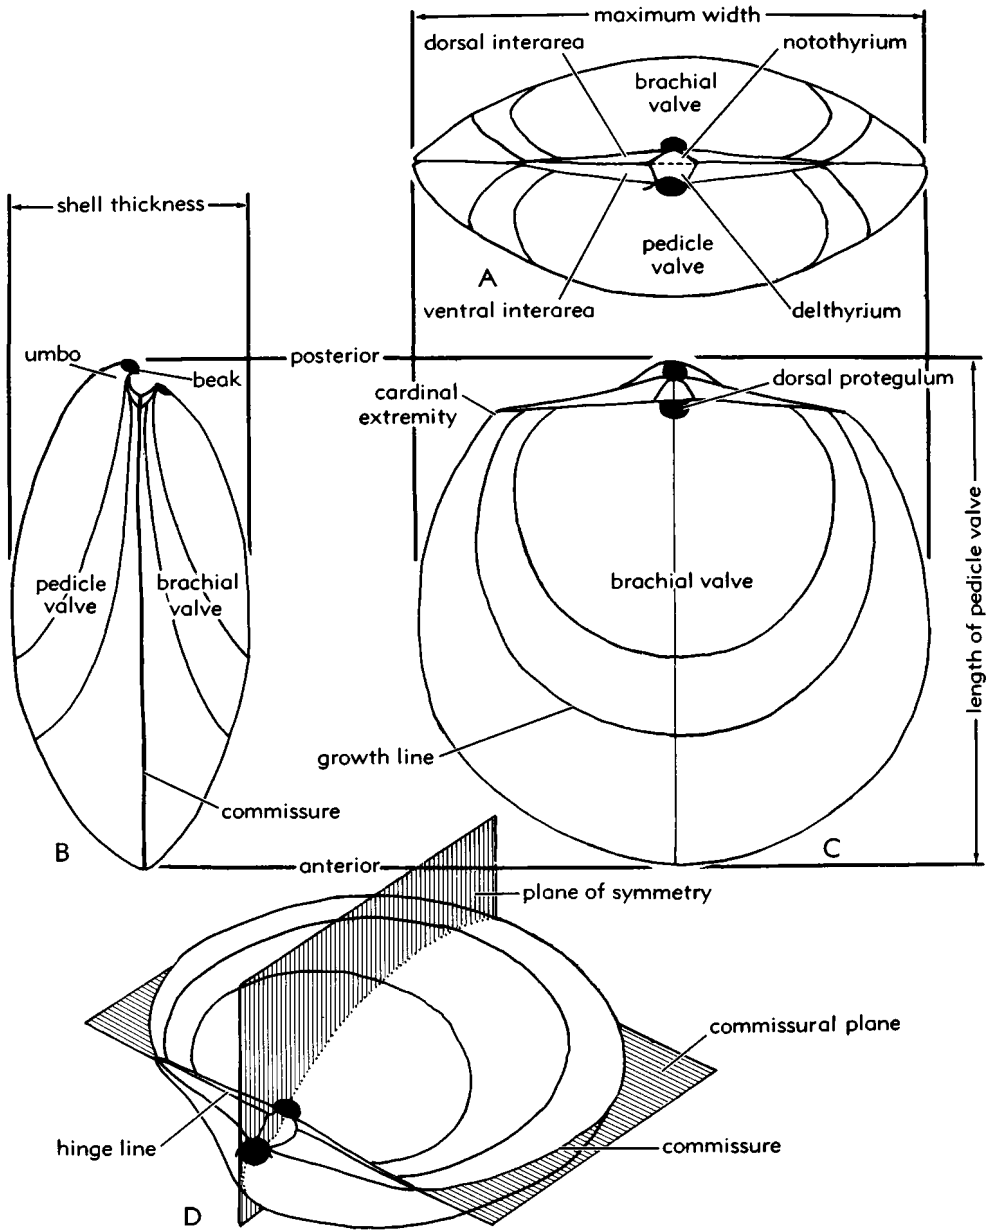 maximum width
dorsal interarea
notothyrium
brachial
valve
pedicle
valve
A
ventral interarea
delthyrium
shell thickness
umbo
beak
posterior
cardinal
extremity
dorsal protegulum
pedicle
valve
brachial
valve
brachial valve
length of pedicle valve
growth line
commissure
B
C
anterior
plane of symmetry
commissural plane
hinge line
commissure
D